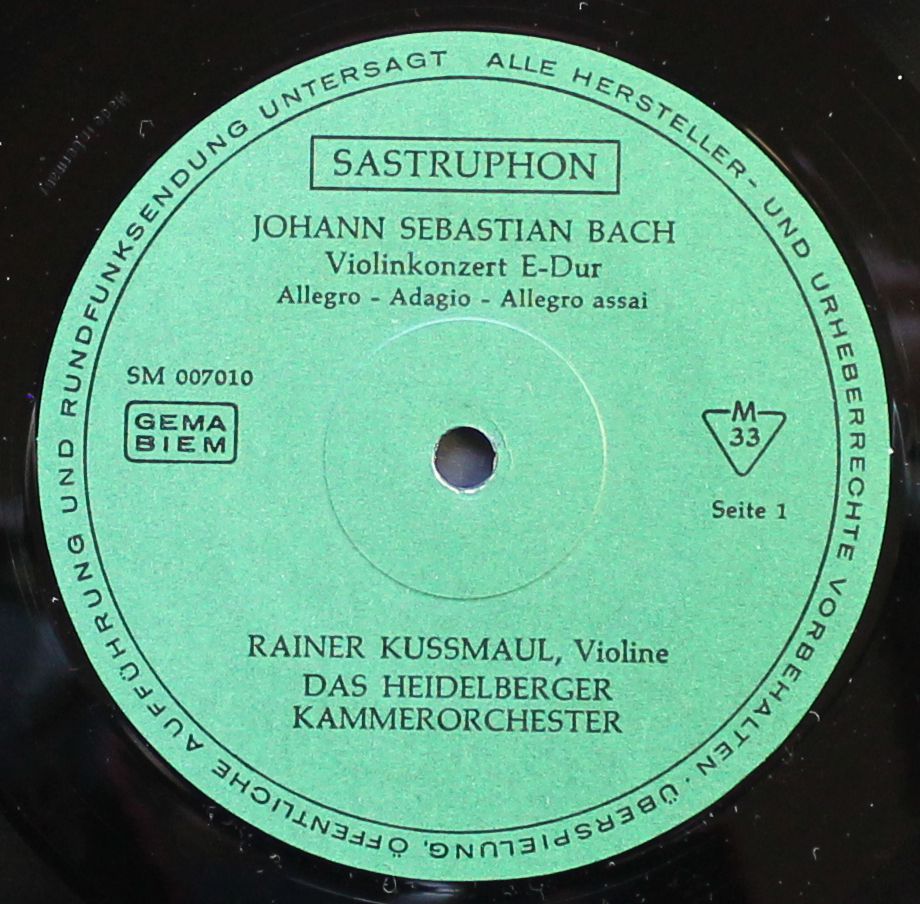 ALLE HERSTELLER- UND URHEBERRECHTE VORBEHALTEN · ÜBERSPIELUNG, ÖFFENTLICHE AUFFÜHRUNG UND RUNDFUNKSENDUNG UNTERSAGT
SASTRUPHON
JOHANN SEBASTIAN BACH
Violinkonzert E-Dur
Allegro - Adagio - Allegro assai
SM 007010
GEMA
BIEM
M
33
Seite 1
RAINER KUSSMAUL, Violine
DAS HEIDELBERGER
KAMMERORCHESTER